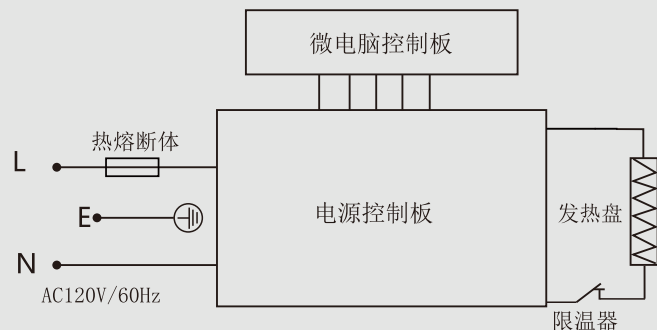 微电脑控制板
热熔断体
L
电源控制板
发热盘
E
N
AC120V/60Hz
限温器